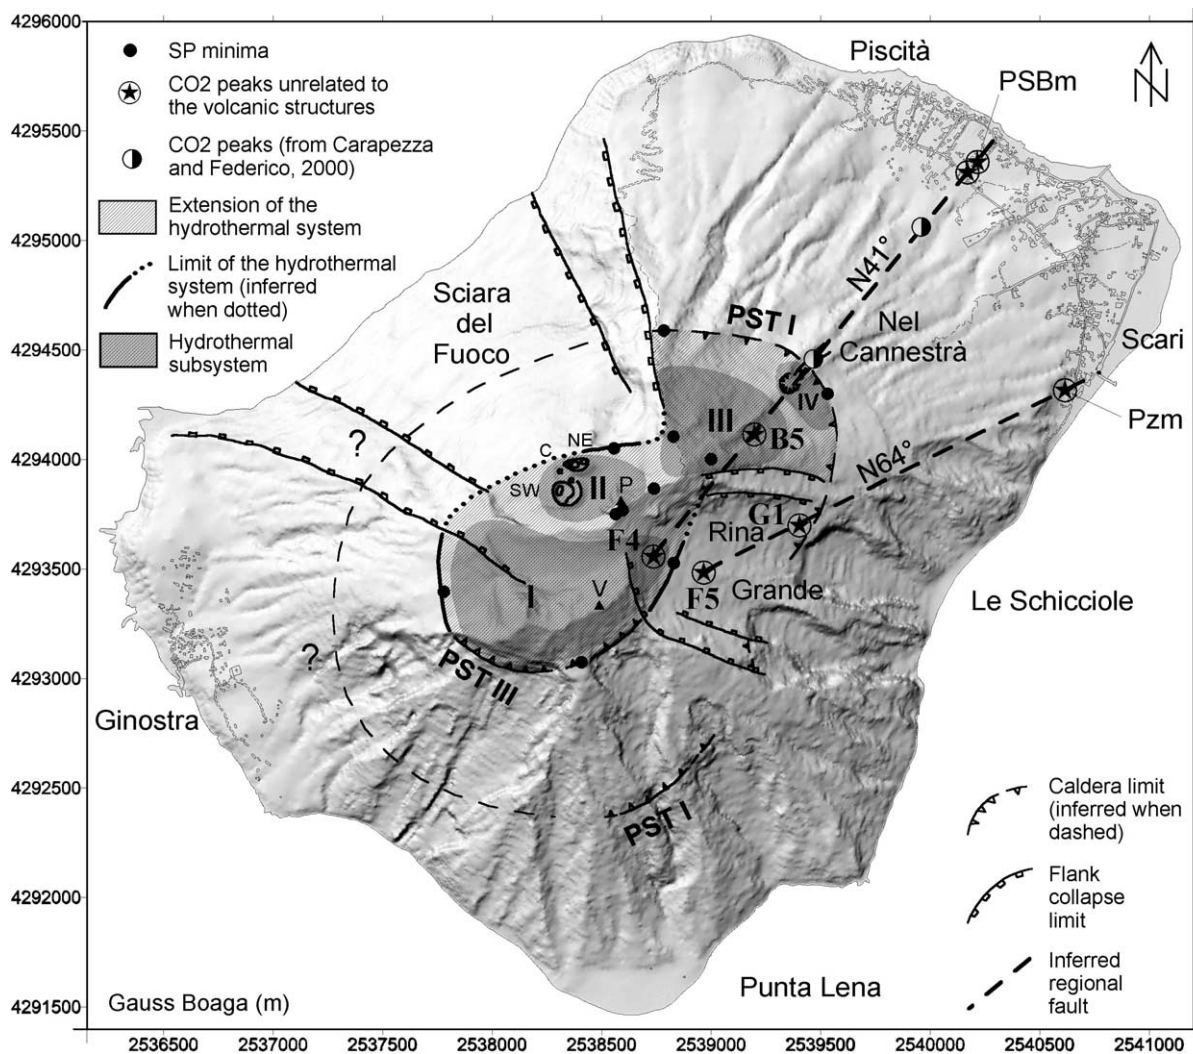 4296000
4295500
4295000
4294500
4294000
4293500
4293000
4292500
4292000
4291500
SP minima
CO2 peaks unrelated to
the volcanic structures
CO2 peaks (from Carapezza
and Federico, 2000)
Extension of the
hydrothermal system
Limit of the hydrothermal
system (inferred
when dotted)
Hydrothermal
subsystem
Piscità
PSBm
N
N41°
Sciara
del
Fuoco
PST I
Nel
Cannestrà
Scari
IV
III
B5
Pzm
N64°
?
C
NE
SW
II
P
G1
Rina
F4
F5
Grande
V
I
Le Schicciole
?
PST III
Ginostra
PST I
Caldera limit
(inferred when
dashed)
Flank
collapse
limit
Inferred
regional
fault
Punta Lena
Gauss Boaga (m)
2536500 2537000 2537500 2538000 2538500 2539000 2539500 2540000 2540500 2541000